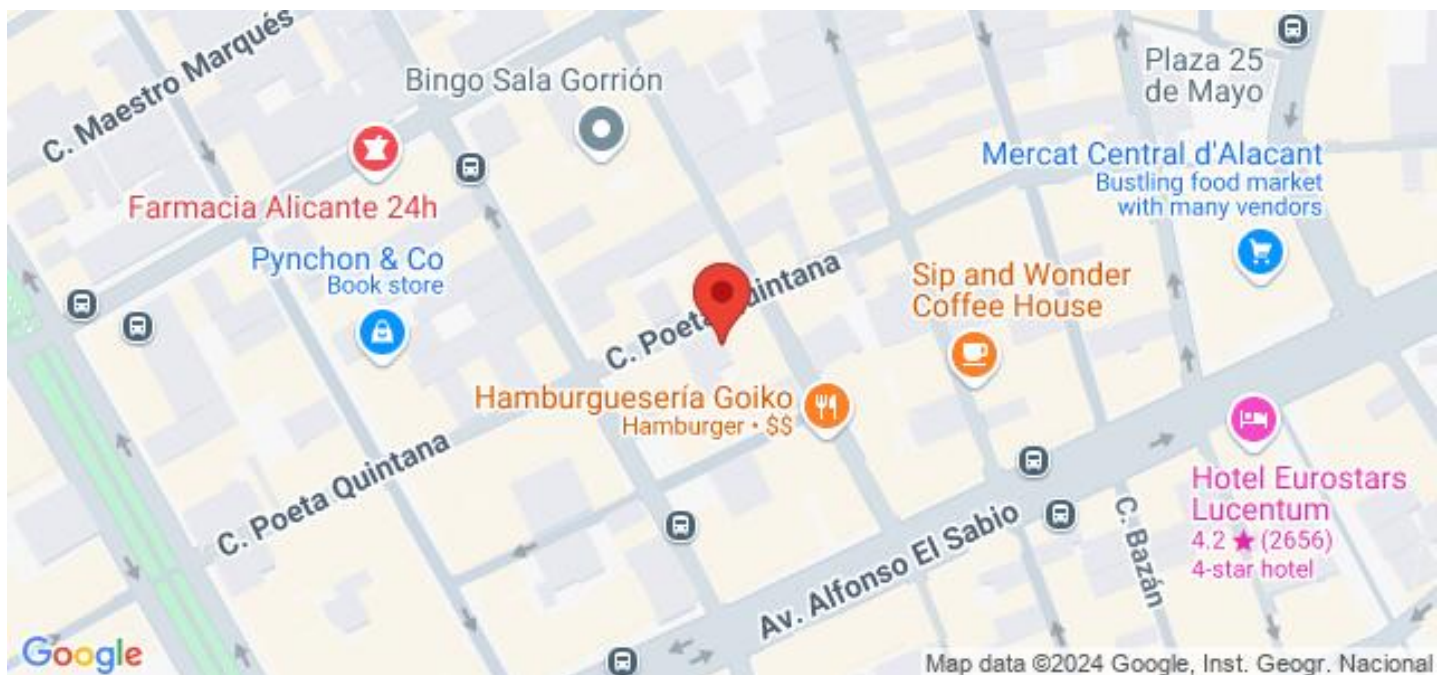 C. Maestro Marqués
Bingo Sala Gorrión
Plaza 25
de Mayo
Mercat Central d'Alacant
Bustling food market
with many vendors
Farmacia Alicante 24h
Pynchon & Co
Book store
C. Poeta Quintana
Sip and Wonder
Coffee House
Hamburguesería Goiko
Hamburger • $$
C. Poeta Quintana
Hotel Eurostars
Lucentum
4.2 ★ (2656)
4-star hotel
C. Bazán
Av. Alfonso El Sabio
Google
Map data ©2024 Google, Inst. Geogr. Nacional